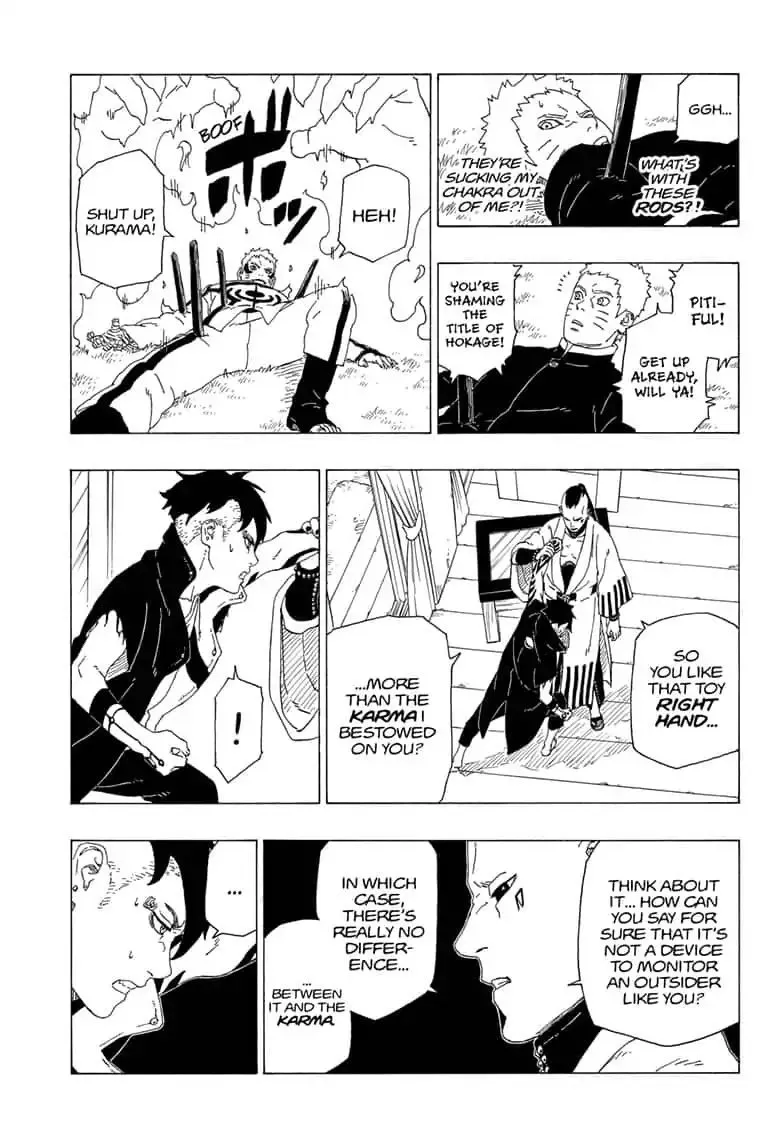 GGH...
WHAT'S
WITH
THESE
RODS?!
THEY'RE
SUCKING MY
CHAKRA OUT
OF ME?!
PITI-
FUL!
GET UP
ALREADY,
WILL YA!
YOU'RE
SHAMING
THE
TITLE OF
HOKAGE!
BOOF
ボッ
HEH!
SHUT UP,
KURAMA!
SO
YOU LIKE
THAT TOY
RIGHT
HAND...
...MORE
THAN THE
KARMA I
BESTOWED
ON YOU?
!
THINK ABOUT
IT... HOW CAN
YOU SAY FOR
SURE THAT IT'S
NOT A DEVICE
TO MONITOR
AN OUTSIDER
LIKE YOU?
IN WHICH
CASE,
THERE'S
REALLY NO
DIFFER-
ENCE...
...
BETWEEN
IT AND THE
KARMA.
...